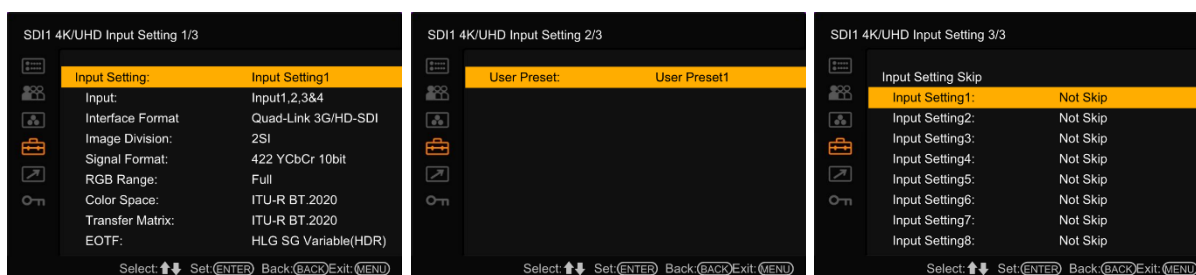 SDI1 4K/UHD Input Setting 1/3
Input Setting: Input Setting1
Input: Input1,2,3&4
Interface Format Quad-Link 3G/HD-SDI
Image Division: 2SI
Signal Format: 422 YCbCr 10bit
RGB Range: Full
Color Space: ITU-R BT.2020
Transfer Matrix: ITU-R BT.2020
EOTF: HLG SG Variable(HDR)
Select: Set:ENTER Back:BACK Exit:MENU
SDI1 4K/UHD Input Setting 2/3
User Preset: User Preset1
Select: Set:ENTER Back:BACK Exit:MENU
SDI1 4K/UHD Input Setting 3/3
Input Setting Skip
Input Setting1: Not Skip
Input Setting2: Not Skip
Input Setting3: Not Skip
Input Setting4: Not Skip
Input Setting5: Not Skip
Input Setting6: Not Skip
Input Setting7: Not Skip
Input Setting8: Not Skip
Select: Set:ENTER Back:BACK Exit:MENU